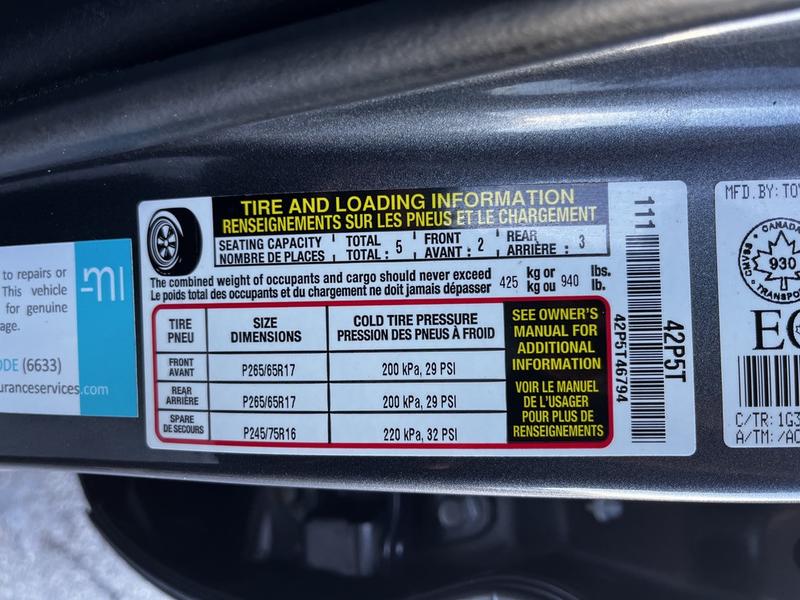 TIRE AND LOADING INFORMATION
RENSEIGNEMENTS SUR LES PNEUS ET LE CHARGEMENT
SEATING CAPACITY TOTAL FRONT REAR
NOMBRE DE PLACES TOTAL : 5 AVANT : 2 ARRIÈRE : 3
The combined weight of occupants and cargo should never exceed 425 kg or 940 lbs.
Le poids total des occupants et du chargement ne doit jamais dépasser kg ou lb.
TIRE SIZE COLD TIRE PRESSURE
PNEU DIMENSIONS PRESSION DES PNEUS À FROID
FRONT
AVANT P265/65R17 200 kPa, 29 PSI
REAR
ARRIÈRE P265/65R17 200 kPa, 29 PSI
SPARE
DE SECOURS P245/75R16 220 kPa, 32 PSI
SEE OWNER'S
MANUAL FOR
ADDITIONAL
INFORMATION
VOIR LE MANUEL
DE L'USAGER
POUR PLUS DE
RENSEIGNEMENTS
111
42P5T46794
42P5T
to repairs or
This vehicle
for genuine
(6633)
uranceservices.com
MFD.BY: TOY
CANADA
CMVSS
930
TRANSPO
C/TR: 1G3
A/TM: /AC